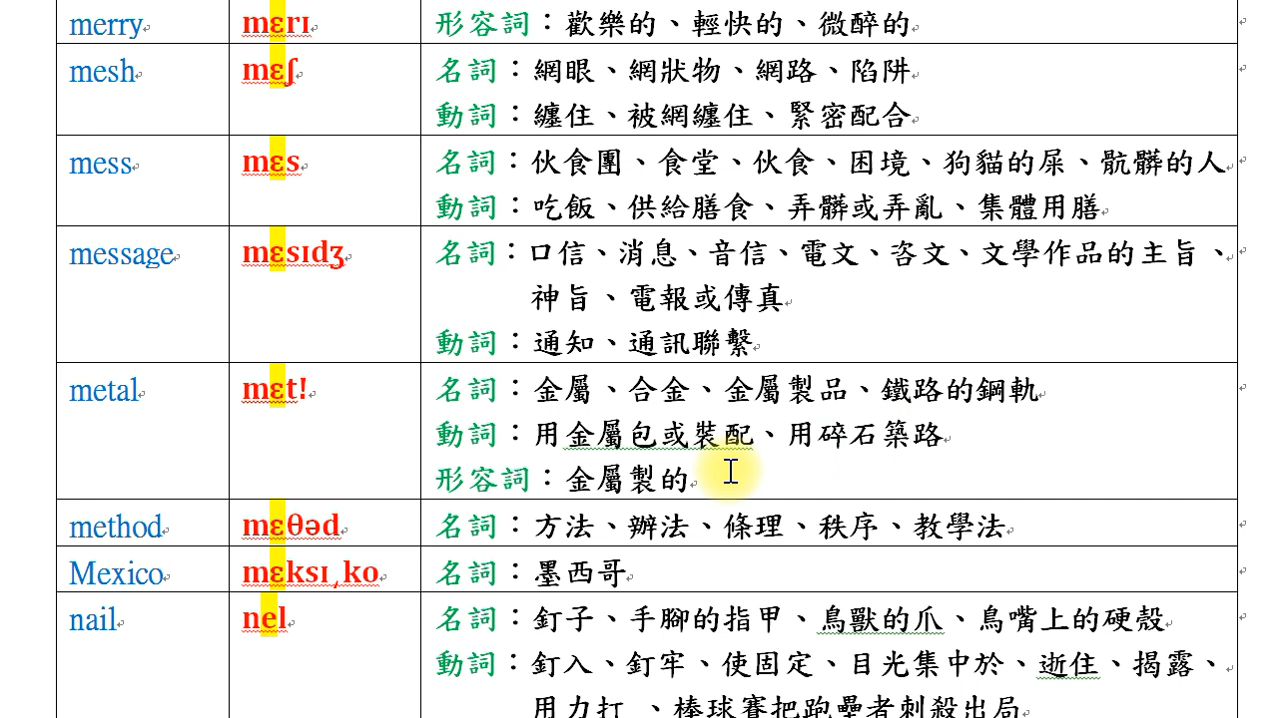 merry mɛrɪ 形容詞：歡樂的、輕快的、微醉的
mesh mɛʃ 名詞：網眼、網狀物、網路、陷阱
動詞：纏住、被網纏住、緊密配合
mess mɛs 名詞：伙食團、食堂、伙食、困境、狗貓的屎、骯髒的人
動詞：吃飯、供給膳食、弄髒或弄亂、集體用膳
message mɛsɪdʒ 名詞：口信、消息、音信、電文、咨文、文學作品的主旨、
神旨、電報或傳真
動詞：通知、通訊聯繫
metal mɛt! 名詞：金屬、合金、金屬製品、鐵路的鋼軌
動詞：用金屬包或裝配、用碎石築路
形容詞：金屬製的
method mɛθəd 名詞：方法、辦法、條理、秩序、教學法
Mexico mɛksɪˏko 名詞：墨西哥
nail nel 名詞：釘子、手腳的指甲、鳥獸的爪、鳥嘴上的硬殼
動詞：釘入、釘牢、使固定、目光集中於、逝住、揭露、
用力打 、棒球賽把跑壘者刺殺出局